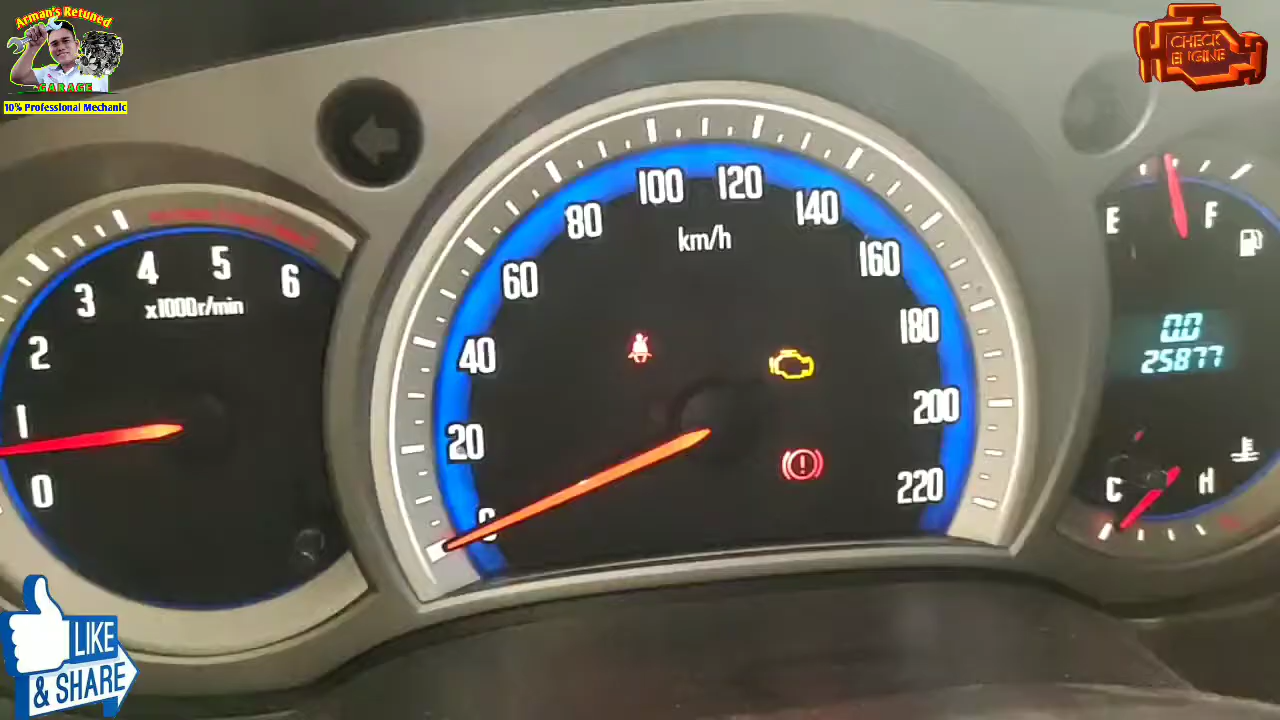 Arman's Retuned
GARAGE
10% Professional Mechanic
CHECK
ENGINE
0
1
2
3
4
5
6
x1000r/min
0
20
40
60
80
100
120
140
160
180
200
220
km/h
E
F
0.0
25877
C
H
LIKE
& SHARE